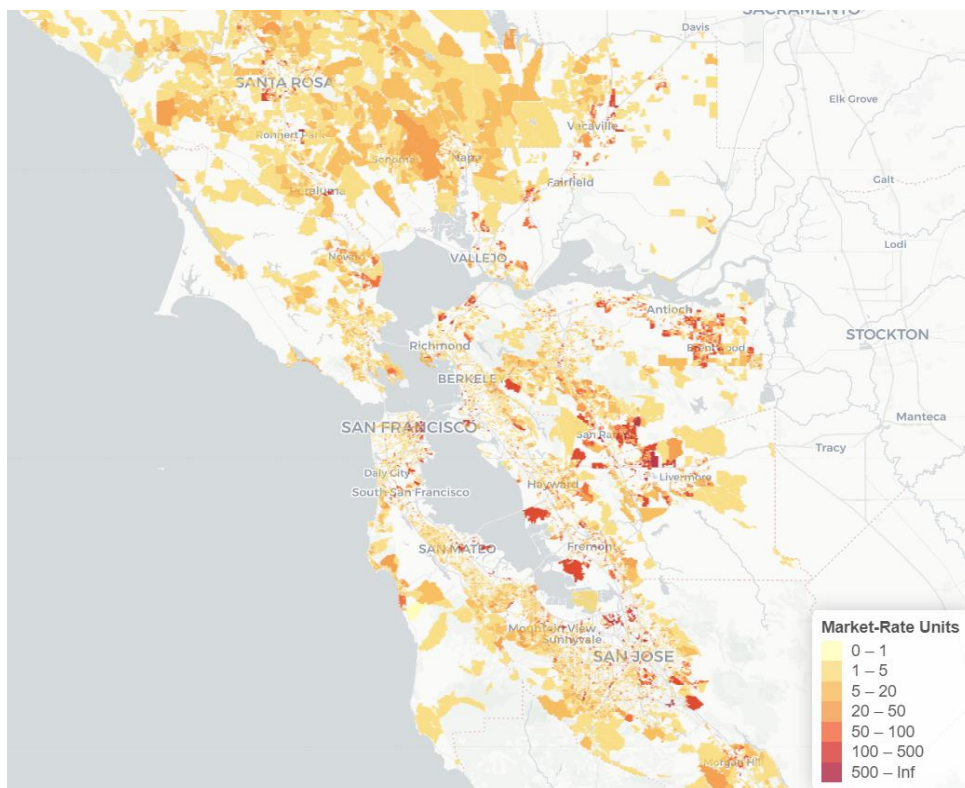 SACRAMENTO
Davis
SANTA ROSA
Elk Grove
Vacaville
Rohnert Park
Sonoma
Napa
Galt
Fairfield
Petaluma
Lodi
Novato
VALLEJO
Antioch
STOCKTON
Richmond
Brentwood
BERKELEY
Manteca
SAN FRANCISCO
San Ra
Tracy
Daly City
Livermore
Hayward
South San Francisco
SAN MATEO
Fremont
Mountain View
Sunnyvale
SAN JOSE
Market-Rate Units
0 – 1
1 – 5
5 – 20
20 – 50
50 – 100
100 – 500
500 – Inf
Morgan Hill